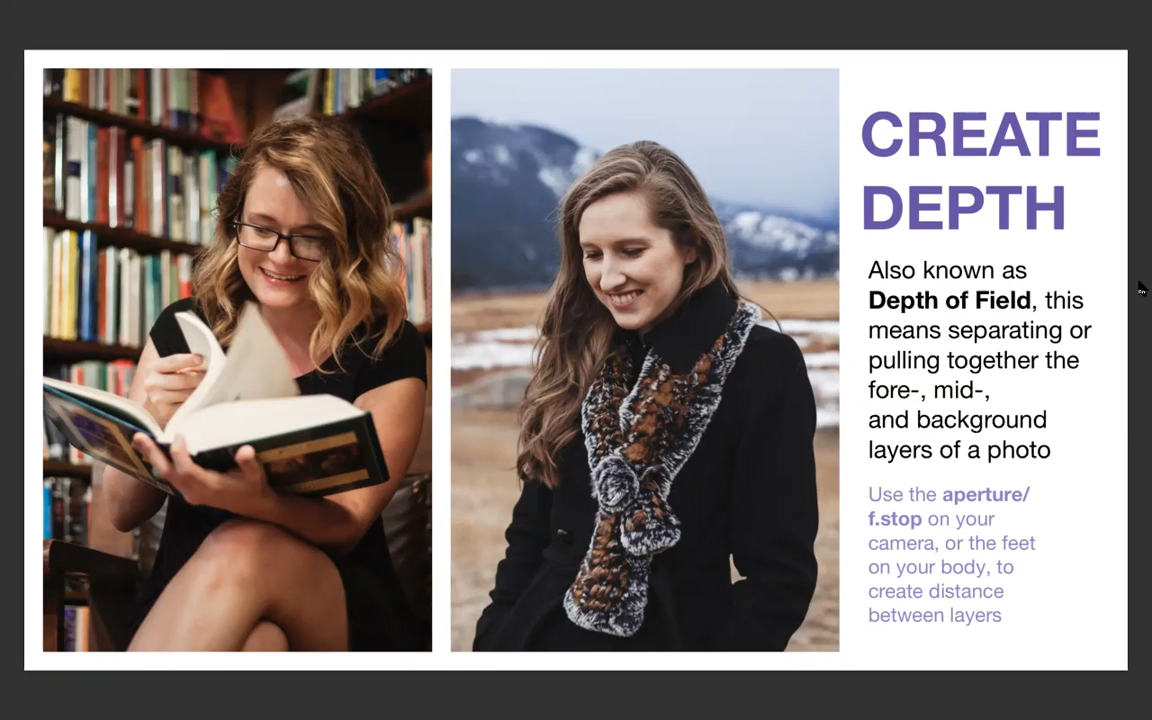 CREATE
DEPTH
Also known as
Depth of Field, this
means separating or
pulling together the
fore-, mid-,
and background
layers of a photo
Use the aperture/
f.stop on your
camera, or the feet
on your body, to
create distance
between layers